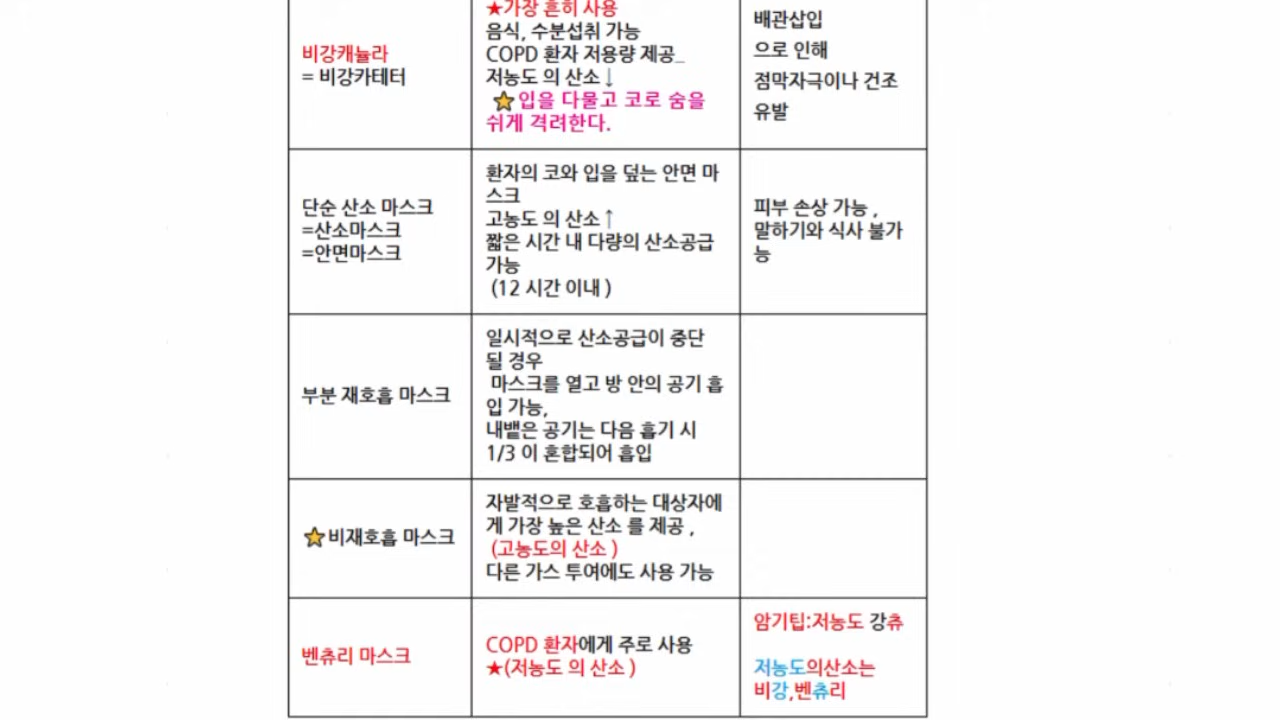 ★가장 흔히 사용
음식, 수분섭취 가능
COPD 환자 저용량 제공_
저농도 의 산소↓
⭐입을 다물고 코로 숨을
쉬게 격려한다.
비강캐뉼라
= 비강카테터
배관삽입
으로 인해
점막자극이나 건조
유발
단순 산소 마스크
=산소마스크
=안면마스크
환자의 코와 입을 덮는 안면 마
스크
고농도 의 산소↑
짧은 시간 내 다량의 산소공급
가능
(12 시간 이내 )
피부 손상 가능 ,
말하기와 식사 불가
능
부분 재호흡 마스크
일시적으로 산소공급이 중단
될 경우
마스크를 열고 방 안의 공기 흡
입 가능,
내뱉은 공기는 다음 흡기 시
1/3 이 혼합되어 흡입
⭐비재호흡 마스크
자발적으로 호흡하는 대상자에
게 가장 높은 산소 를 제공 ,
(고농도의 산소 )
다른 가스 투여에도 사용 가능
벤츄리 마스크
COPD 환자에게 주로 사용
★(저농도 의 산소 )
암기팁:저농도 강츄
저농도의산소는
비강,벤츄리